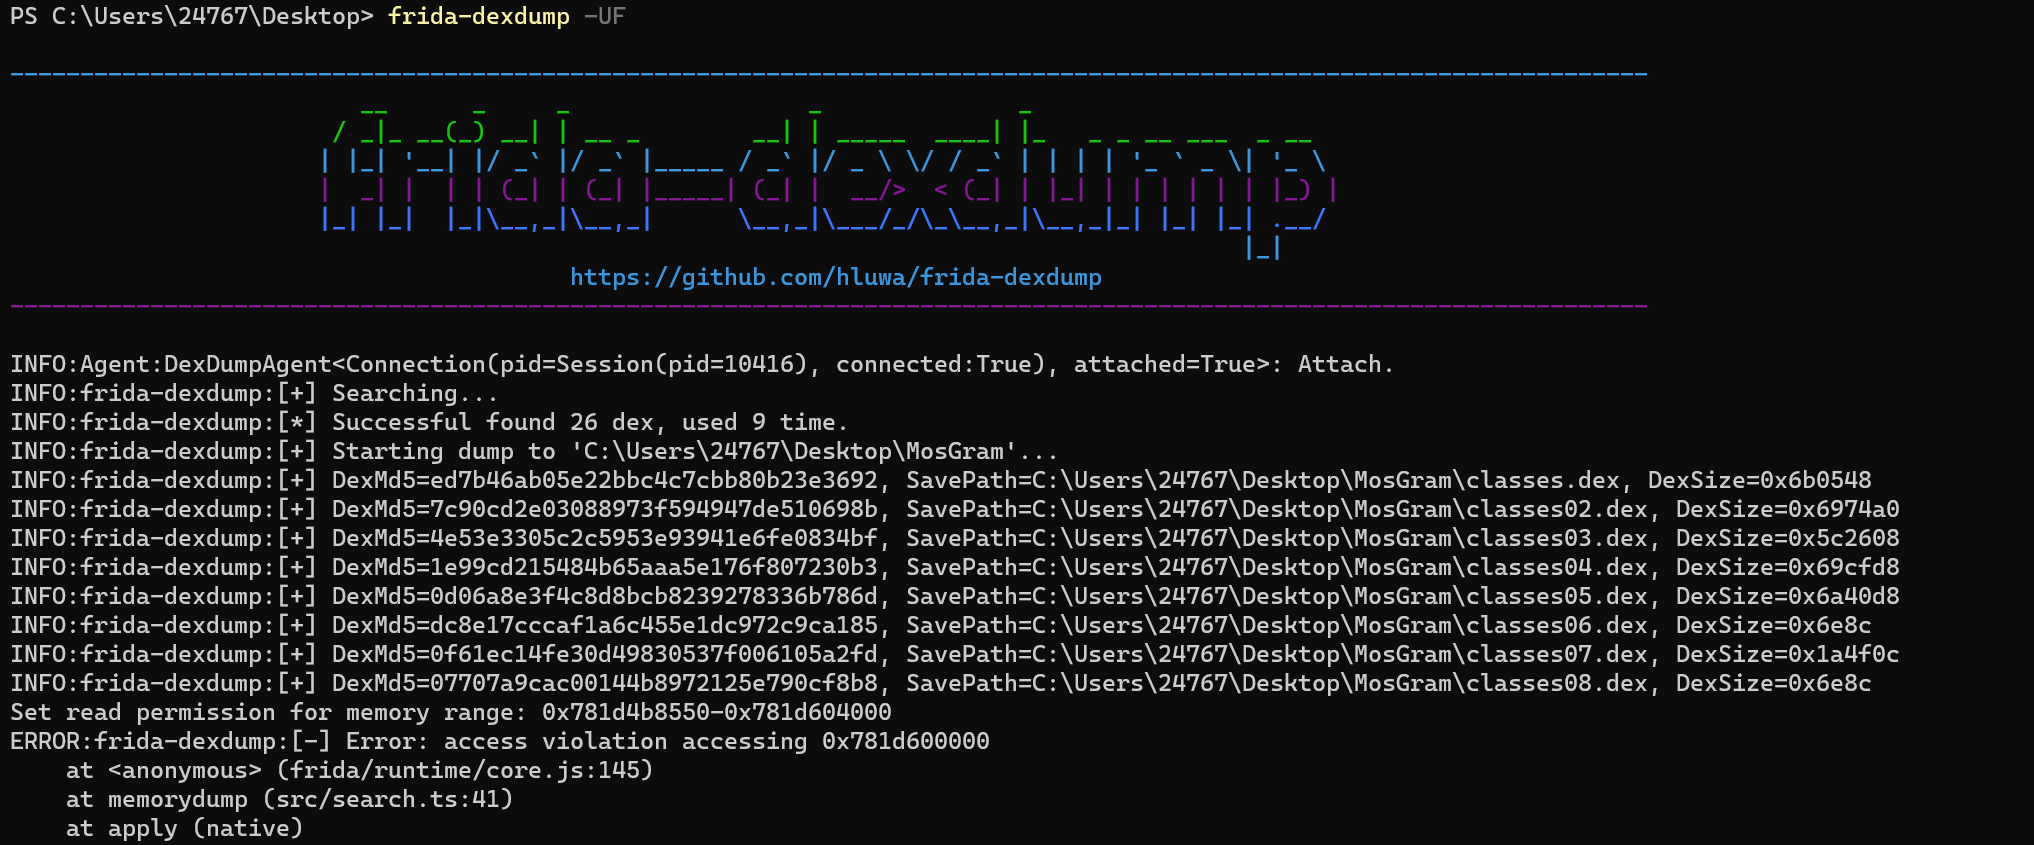 PS C:\Users\24767\Desktop> frida-dexdump -UF
https://github.com/hluwa/frida-dexdump
INFO:Agent:DexDumpAgent<Connection(pid=Session(pid=10416), connected:True), attached=True>: Attach.
INFO:frida-dexdump:[+] Searching...
INFO:frida-dexdump:[*] Successful found 26 dex, used 9 time.
INFO:frida-dexdump:[+] Starting dump to 'C:\Users\24767\Desktop\MosGram'...
INFO:frida-dexdump:[+] DexMd5=ed7b46ab05e22bbc4c7cbb80b23e3692, SavePath=C:\Users\24767\Desktop\MosGram\classes.dex, DexSize=0x6b0548
INFO:frida-dexdump:[+] DexMd5=7c90cd2e03088973f594947de510698b, SavePath=C:\Users\24767\Desktop\MosGram\classes02.dex, DexSize=0x6974a0
INFO:frida-dexdump:[+] DexMd5=4e53e3305c2c5953e93941e6fe0834bf, SavePath=C:\Users\24767\Desktop\MosGram\classes03.dex, DexSize=0x5c2608
INFO:frida-dexdump:[+] DexMd5=1e99cd215484b65aaa5e176f807230b3, SavePath=C:\Users\24767\Desktop\MosGram\classes04.dex, DexSize=0x69cfd8
INFO:frida-dexdump:[+] DexMd5=0d06a8e3f4c8d8bcb8239278336b786d, SavePath=C:\Users\24767\Desktop\MosGram\classes05.dex, DexSize=0x6a40d8
INFO:frida-dexdump:[+] DexMd5=dc8e17cccaf1a6c455e1dc972c9ca185, SavePath=C:\Users\24767\Desktop\MosGram\classes06.dex, DexSize=0x6e8c
INFO:frida-dexdump:[+] DexMd5=0f61ec14fe30d49830537f006105a2fd, SavePath=C:\Users\24767\Desktop\MosGram\classes07.dex, DexSize=0x1a4f0c
INFO:frida-dexdump:[+] DexMd5=07707a9cac00144b8972125e790cf8b8, SavePath=C:\Users\24767\Desktop\MosGram\classes08.dex, DexSize=0x6e8c
Set read permission for memory range: 0x781d4b8550-0x781d604000
ERROR:frida-dexdump:[-] Error: access violation accessing 0x781d600000
    at <anonymous> (frida/runtime/core.js:145)
    at memorydump (src/search.ts:41)
    at apply (native)